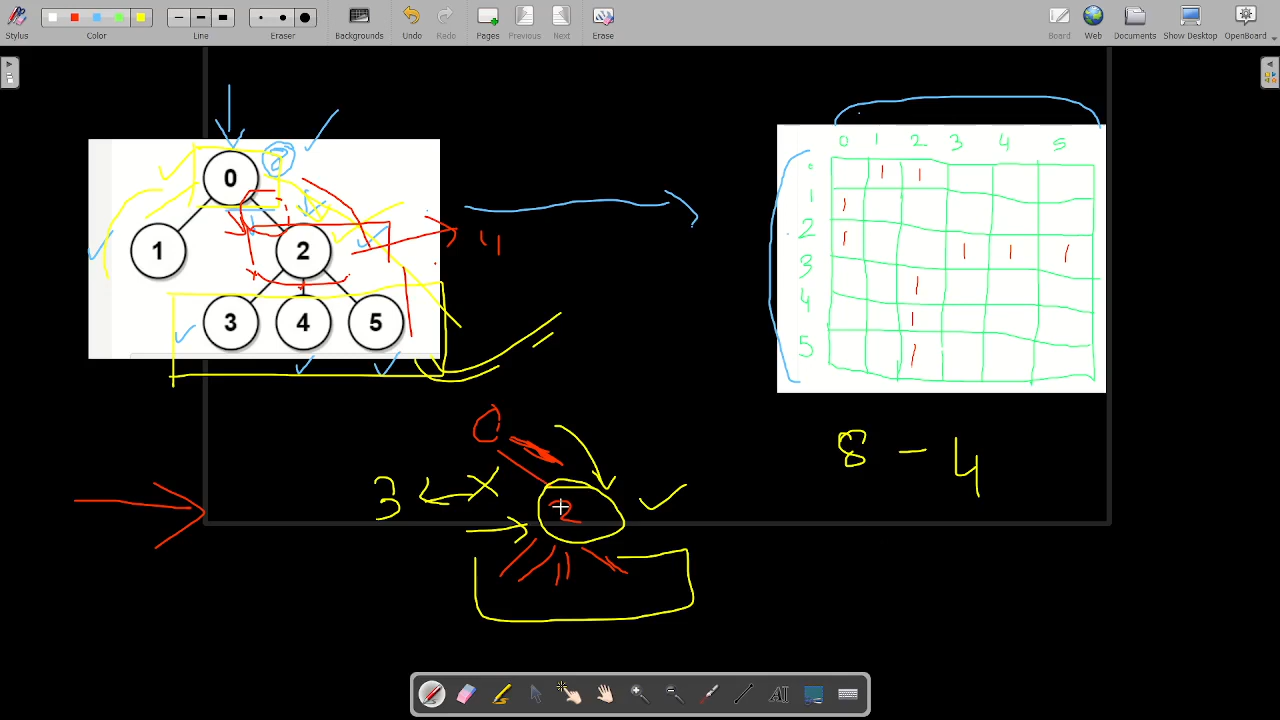 Stylus Color Line Eraser Backgrounds Undo Redo Pages Previous Next Erase Board Web Documents Show Desktop OpenBoard
0 8
1 2 4
3 4 5
0 1 2 3 4 5
0 1 1
1 1
2 1 1 1 1
3 1
4 1
5 1
0
3 2
8 - 4
AI